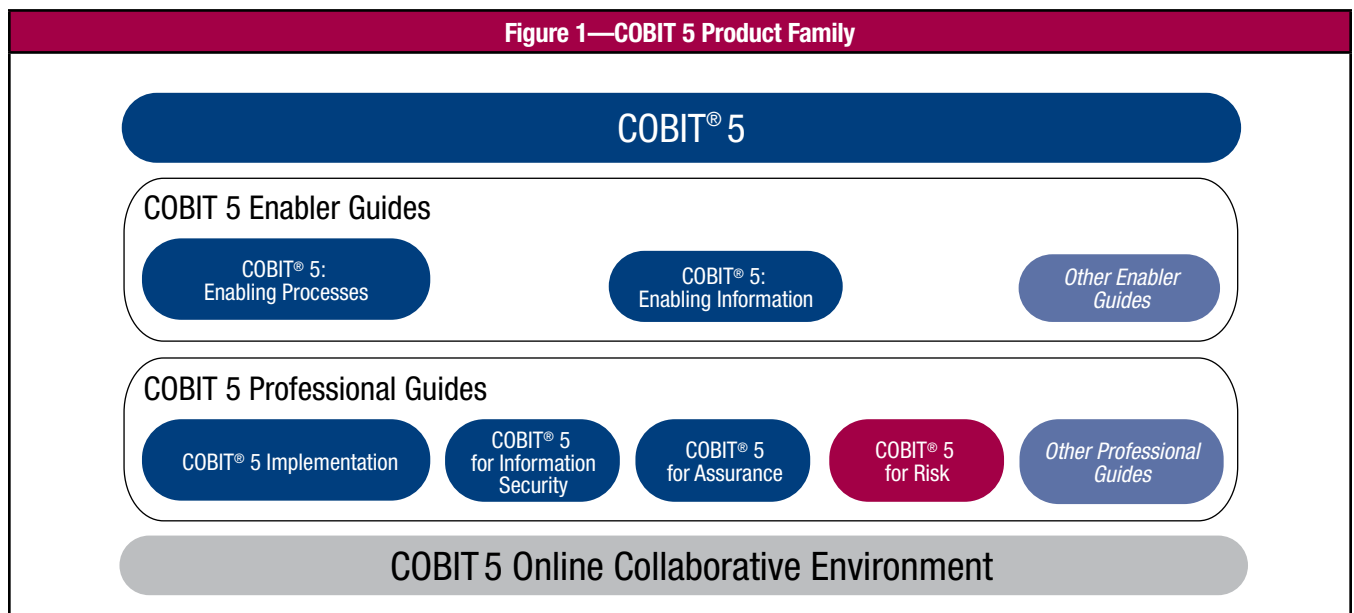 Figure 1—COBIT 5 Product Family
COBIT® 5
COBIT 5 Enabler Guides
COBIT® 5:
Enabling Processes
COBIT® 5:
Enabling Information
Other Enabler
Guides
COBIT 5 Professional Guides
COBIT® 5 Implementation
COBIT® 5
for Information
Security
COBIT® 5
for Assurance
COBIT® 5
for Risk
Other Professional
Guides
COBIT 5 Online Collaborative Environment